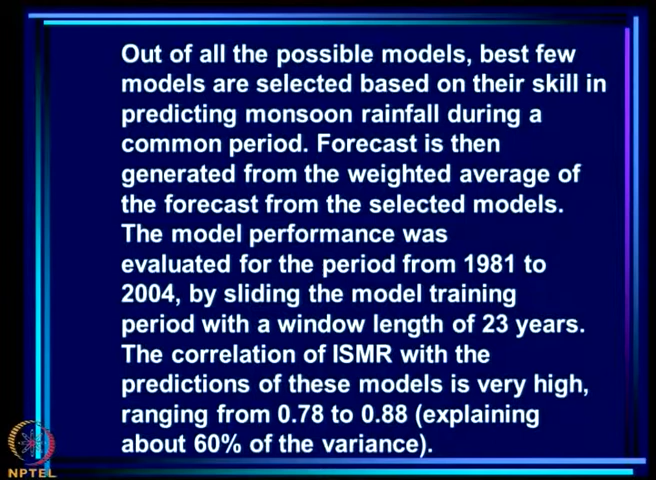 Out of all the possible models, best few
models are selected based on their skill in
predicting monsoon rainfall during a
common period. Forecast is then
generated from the weighted average of
the forecast from the selected models.
The model performance was
evaluated for the period from 1981 to
2004, by sliding the model training
period with a window length of 23 years.
The correlation of ISMR with the
predictions of these models is very high,
ranging from 0.78 to 0.88 (explaining
about 60% of the variance).
NPTEL